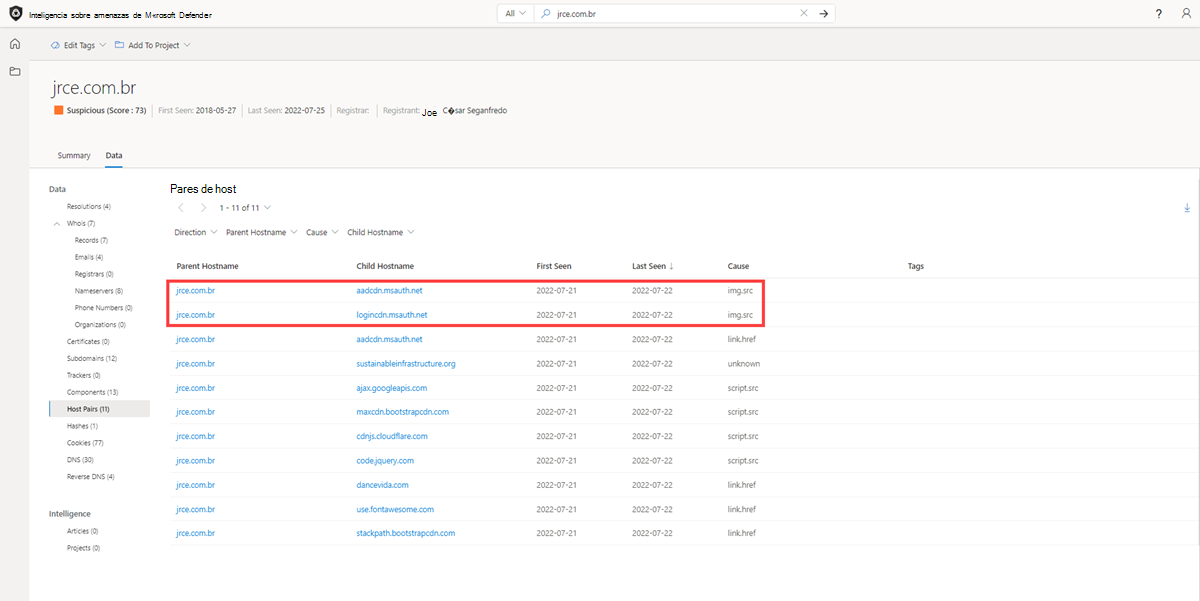 Inteligencia sobre amenazas de Microsoft Defender
All
jrce.com.br
?
Edit Tags
Add To Project
jrce.com.br
Suspicious (Score : 73) First Seen: 2018-05-27 Last Seen: 2022-07-25 Registrar: Registrant: Joe C�sar Seganfredo
Summary Data
Data
Resolutions (4)
Whois (7)
Records (7)
Emails (4)
Registrars (0)
Nameservers (8)
Phone Numbers (0)
Organizations (0)
Certificates (0)
Subdomains (12)
Trackers (0)
Components (13)
Host Pairs (11)
Hashes (1)
Cookies (77)
DNS (30)
Reverse DNS (4)
Intelligence
Articles (0)
Projects (0)
Pares de host
1 - 11 of 11
Direction Parent Hostname Cause Child Hostname
Parent Hostname Child Hostname First Seen Last Seen ↓ Cause Tags
jrce.com.br aadcdn.msauth.net 2022-07-21 2022-07-22 img.src
jrce.com.br logincdn.msauth.net 2022-07-21 2022-07-22 img.src
jrce.com.br aadcdn.msauth.net 2022-07-21 2022-07-22 link.href
jrce.com.br sustainableinfrastructure.org 2022-07-21 2022-07-22 unknown
jrce.com.br ajax.googleapis.com 2022-07-21 2022-07-22 script.src
jrce.com.br maxcdn.bootstrapcdn.com 2022-07-21 2022-07-22 script.src
jrce.com.br cdnjs.cloudflare.com 2022-07-21 2022-07-22 script.src
jrce.com.br code.jquery.com 2022-07-21 2022-07-22 script.src
jrce.com.br dancevida.com 2022-07-21 2022-07-22 link.href
jrce.com.br use.fontawesome.com 2022-07-21 2022-07-22 link.href
jrce.com.br stackpath.bootstrapcdn.com 2022-07-21 2022-07-22 link.href